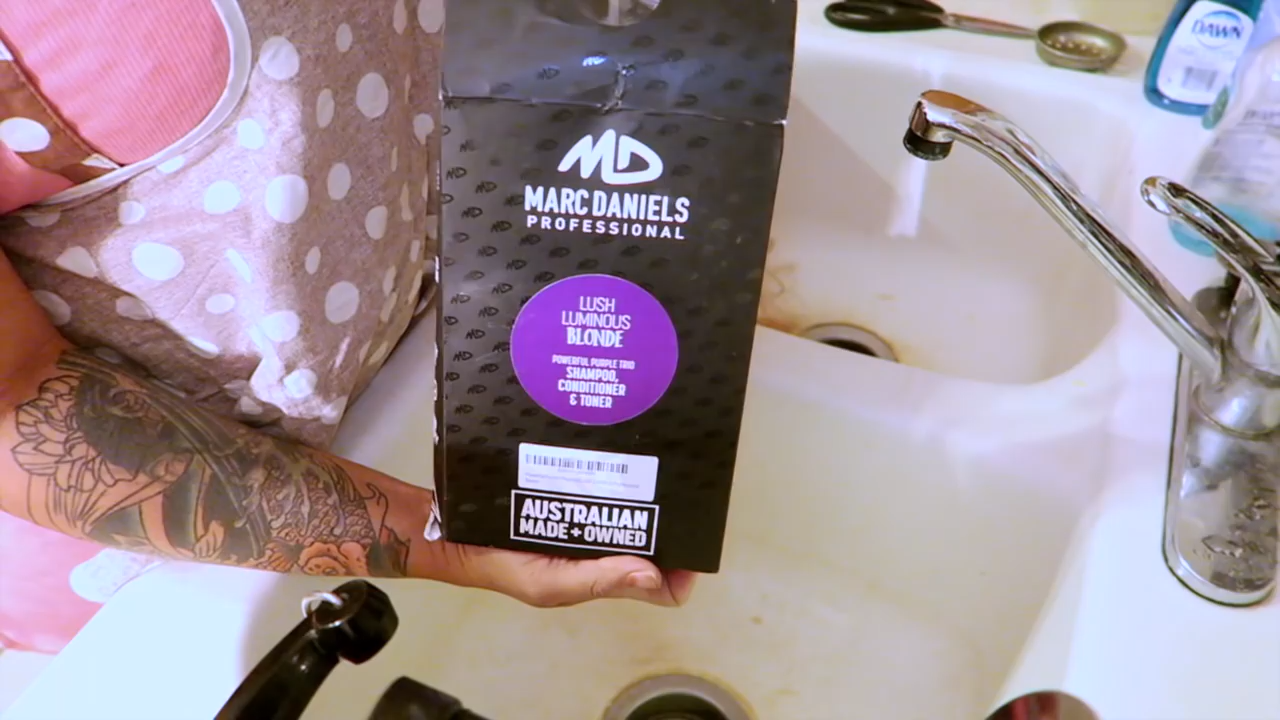 MD
MARC DANIELS
PROFESSIONAL
LUSH
LUMINOUS
BLONDE
POWERFUL PURPLE TRIO
SHAMPOO,
CONDITIONER
& TONER
AUSTRALIAN
MADE + OWNED
DAWN